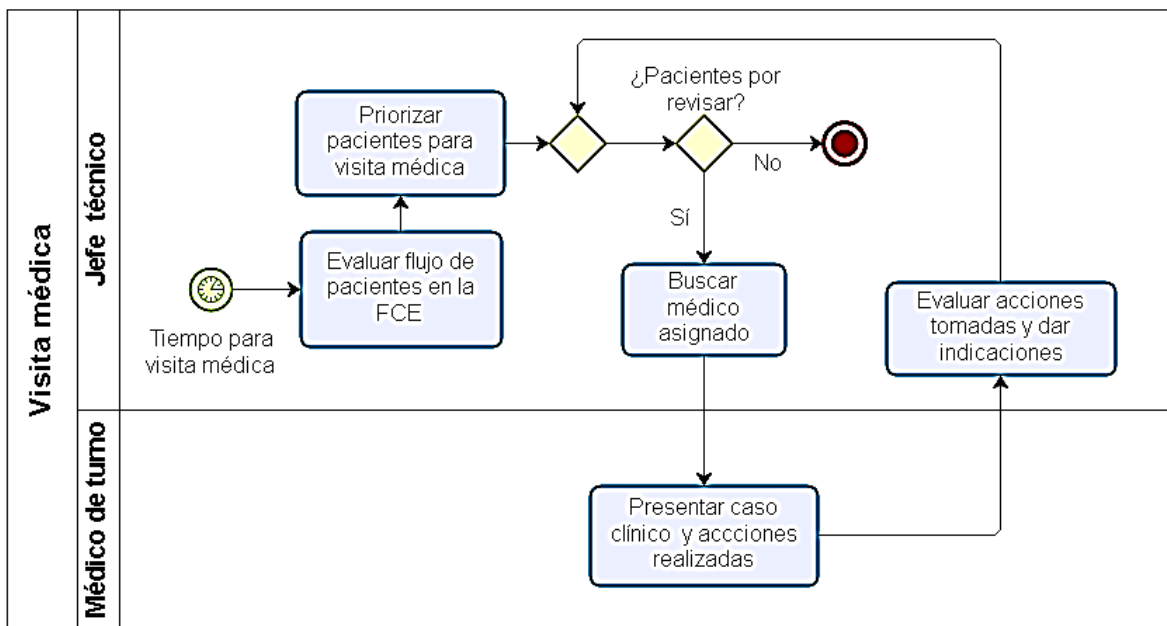 Visita médica
Jefe técnico
Médico de turno
¿Pacientes por
revisar?
Priorizar
pacientes para
visita médica
No
Sí
Evaluar flujo de
pacientes en la
FCE
Tiempo para
visita médica
Buscar
médico
asignado
Evaluar acciones
tomadas y dar
indicaciones
Presentar caso
clínico y accciones
realizadas